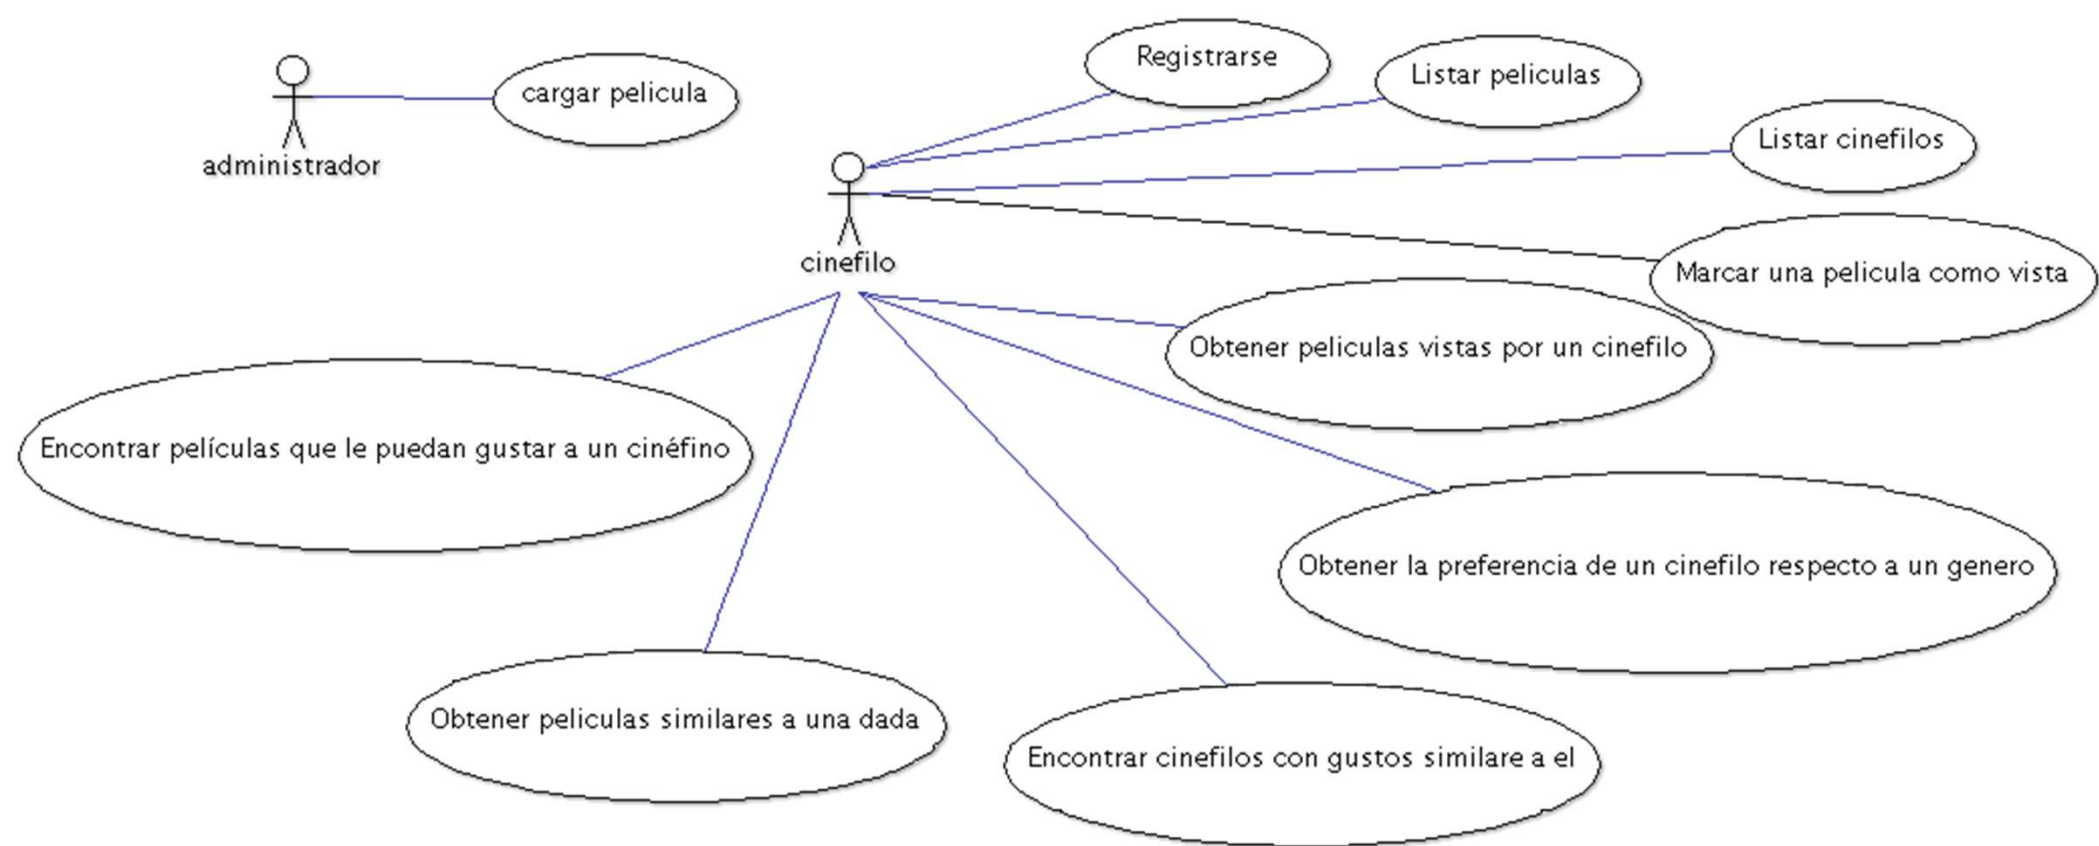 Registrarse
Listar peliculas
cargar pelicula
Listar cinefilos
administrador
cinefilo
Marcar una pelicula como vista
Obtener peliculas vistas por un cinefilo
Encontrar películas que le puedan gustar a un cinéfino
Obtener la preferencia de un cinefilo respecto a un genero
Obtener peliculas similares a una dada
Encontrar cinefilos con gustos similare a el